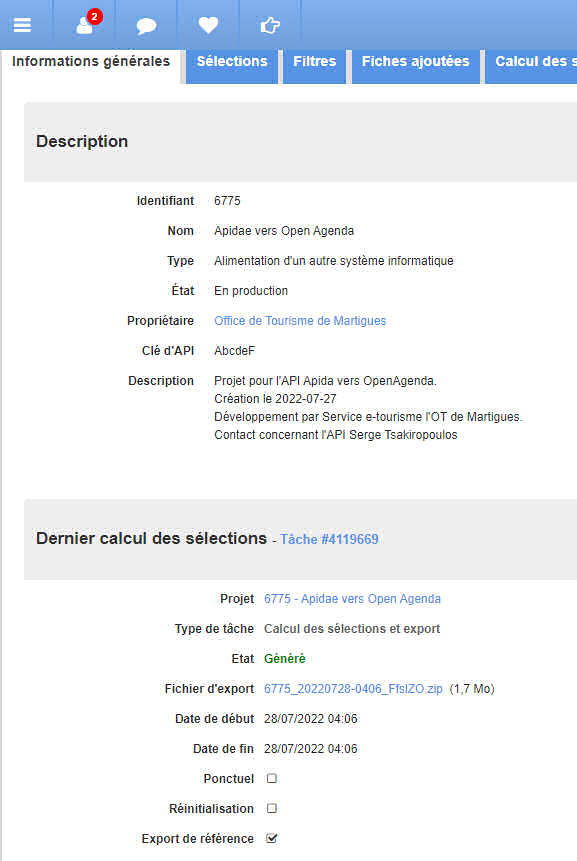 2
Informations générales Sélections Filtres Fiches ajoutées Calcul des s
Description
Identifiant 6775
Nom Apidae vers Open Agenda
Type Alimentation d'un autre système informatique
État En production
Propriétaire Office de Tourisme de Martigues
Clé d'API AbcdeF
Description Projet pour l'API Apida vers OpenAgenda.
Création le 2022-07-27
Développement par Service e-tourisme l'OT de Martigues.
Contact concernant l'API Serge Tsakiropoulos
Dernier calcul des sélections - Tâche #4119669
Projet 6775 - Apidae vers Open Agenda
Type de tâche Calcul des sélections et export
Etat Généré
Fichier d'export 6775_20220728-0406_FfslZO.zip (1,7 Mo)
Date de début 28/07/2022 04:06
Date de fin 28/07/2022 04:06
Ponctuel
Réinitialisation
Export de référence